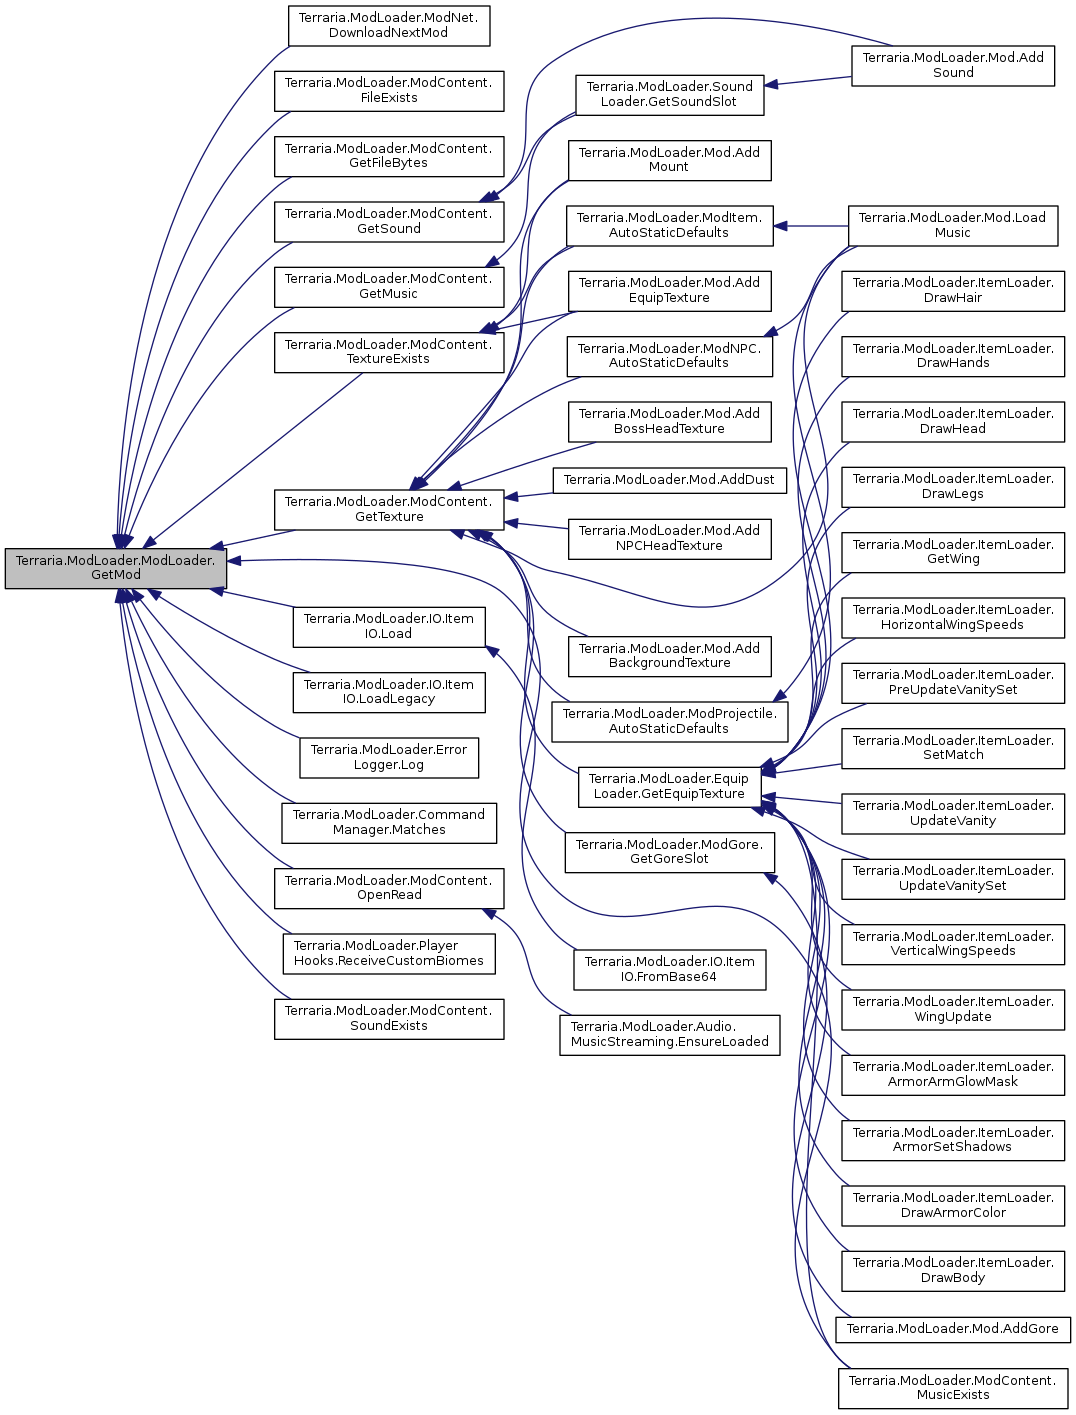 Terraria.ModLoader.ModLoader.
GetMod
Terraria.ModLoader.ModNet.
DownloadNextMod
Terraria.ModLoader.ModContent.
FileExists
Terraria.ModLoader.ModContent.
GetFileBytes
Terraria.ModLoader.ModContent.
GetSound
Terraria.ModLoader.ModContent.
GetMusic
Terraria.ModLoader.ModContent.
TextureExists
Terraria.ModLoader.ModContent.
GetTexture
Terraria.ModLoader.IO.Item
IO.Load
Terraria.ModLoader.IO.Item
IO.LoadLegacy
Terraria.ModLoader.Error
Logger.Log
Terraria.ModLoader.Command
Manager.Matches
Terraria.ModLoader.ModContent.
OpenRead
Terraria.ModLoader.Player
Hooks.ReceiveCustomBiomes
Terraria.ModLoader.ModContent.
SoundExists
Terraria.ModLoader.Sound
Loader.GetSoundSlot
Terraria.ModLoader.Mod.Add
Mount
Terraria.ModLoader.ModItem.
AutoStaticDefaults
Terraria.ModLoader.Mod.Add
EquipTexture
Terraria.ModLoader.ModNPC.
AutoStaticDefaults
Terraria.ModLoader.Mod.Add
BossHeadTexture
Terraria.ModLoader.Mod.AddDust
Terraria.ModLoader.Mod.Add
NPCHeadTexture
Terraria.ModLoader.Mod.Add
BackgroundTexture
Terraria.ModLoader.ModProjectile.
AutoStaticDefaults
Terraria.ModLoader.Equip
Loader.GetEquipTexture
Terraria.ModLoader.ModGore.
GetGoreSlot
Terraria.ModLoader.IO.Item
IO.FromBase64
Terraria.ModLoader.Audio.
MusicStreaming.EnsureLoaded
Terraria.ModLoader.Mod.Add
Sound
Terraria.ModLoader.Mod.Load
Music
Terraria.ModLoader.ItemLoader.
DrawHair
Terraria.ModLoader.ItemLoader.
DrawHands
Terraria.ModLoader.ItemLoader.
DrawHead
Terraria.ModLoader.ItemLoader.
DrawLegs
Terraria.ModLoader.ItemLoader.
GetWing
Terraria.ModLoader.ItemLoader.
HorizontalWingSpeeds
Terraria.ModLoader.ItemLoader.
PreUpdateVanitySet
Terraria.ModLoader.ItemLoader.
SetMatch
Terraria.ModLoader.ItemLoader.
UpdateVanity
Terraria.ModLoader.ItemLoader.
UpdateVanitySet
Terraria.ModLoader.ItemLoader.
VerticalWingSpeeds
Terraria.ModLoader.ItemLoader.
WingUpdate
Terraria.ModLoader.ItemLoader.
ArmorArmGlowMask
Terraria.ModLoader.ItemLoader.
ArmorSetShadows
Terraria.ModLoader.ItemLoader.
DrawArmorColor
Terraria.ModLoader.ItemLoader.
DrawBody
Terraria.ModLoader.Mod.AddGore
Terraria.ModLoader.ModContent.
MusicExists